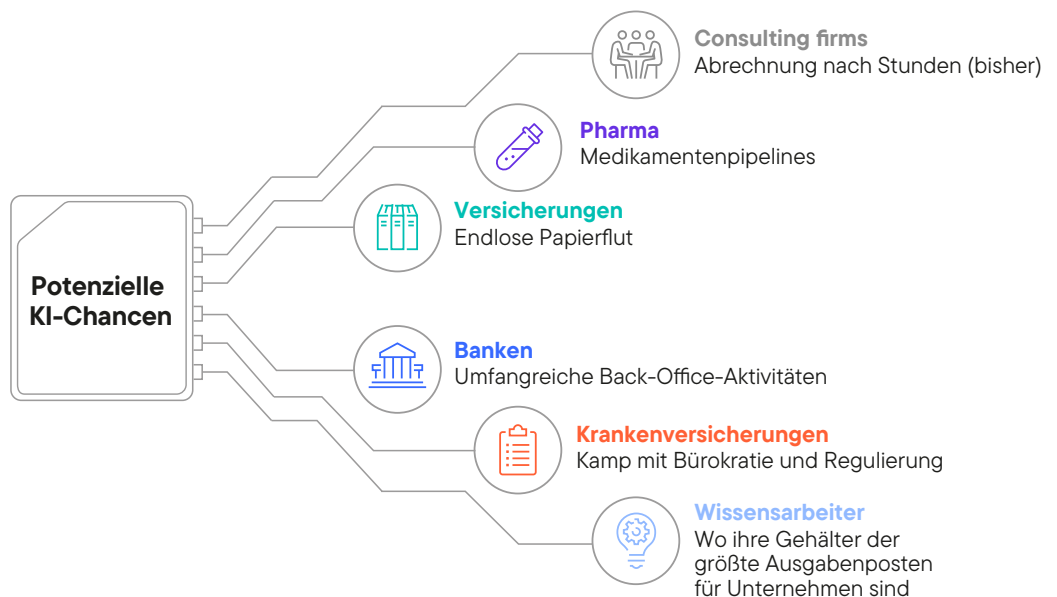 Consulting firms
Abrechnung nach Stunden (bisher)
Pharma
Medikamentenpipelines
Versicherungen
Endlose Papierflut
Potenzielle
KI-Chancen
Banken
Umfangreiche Back-Office-Aktivitäten
Krankenversicherungen
Kamp mit Bürokratie und Regulierung
Wissensarbeiter
Wo ihre Gehälter der
größte Ausgabenposten
für Unternehmen sind